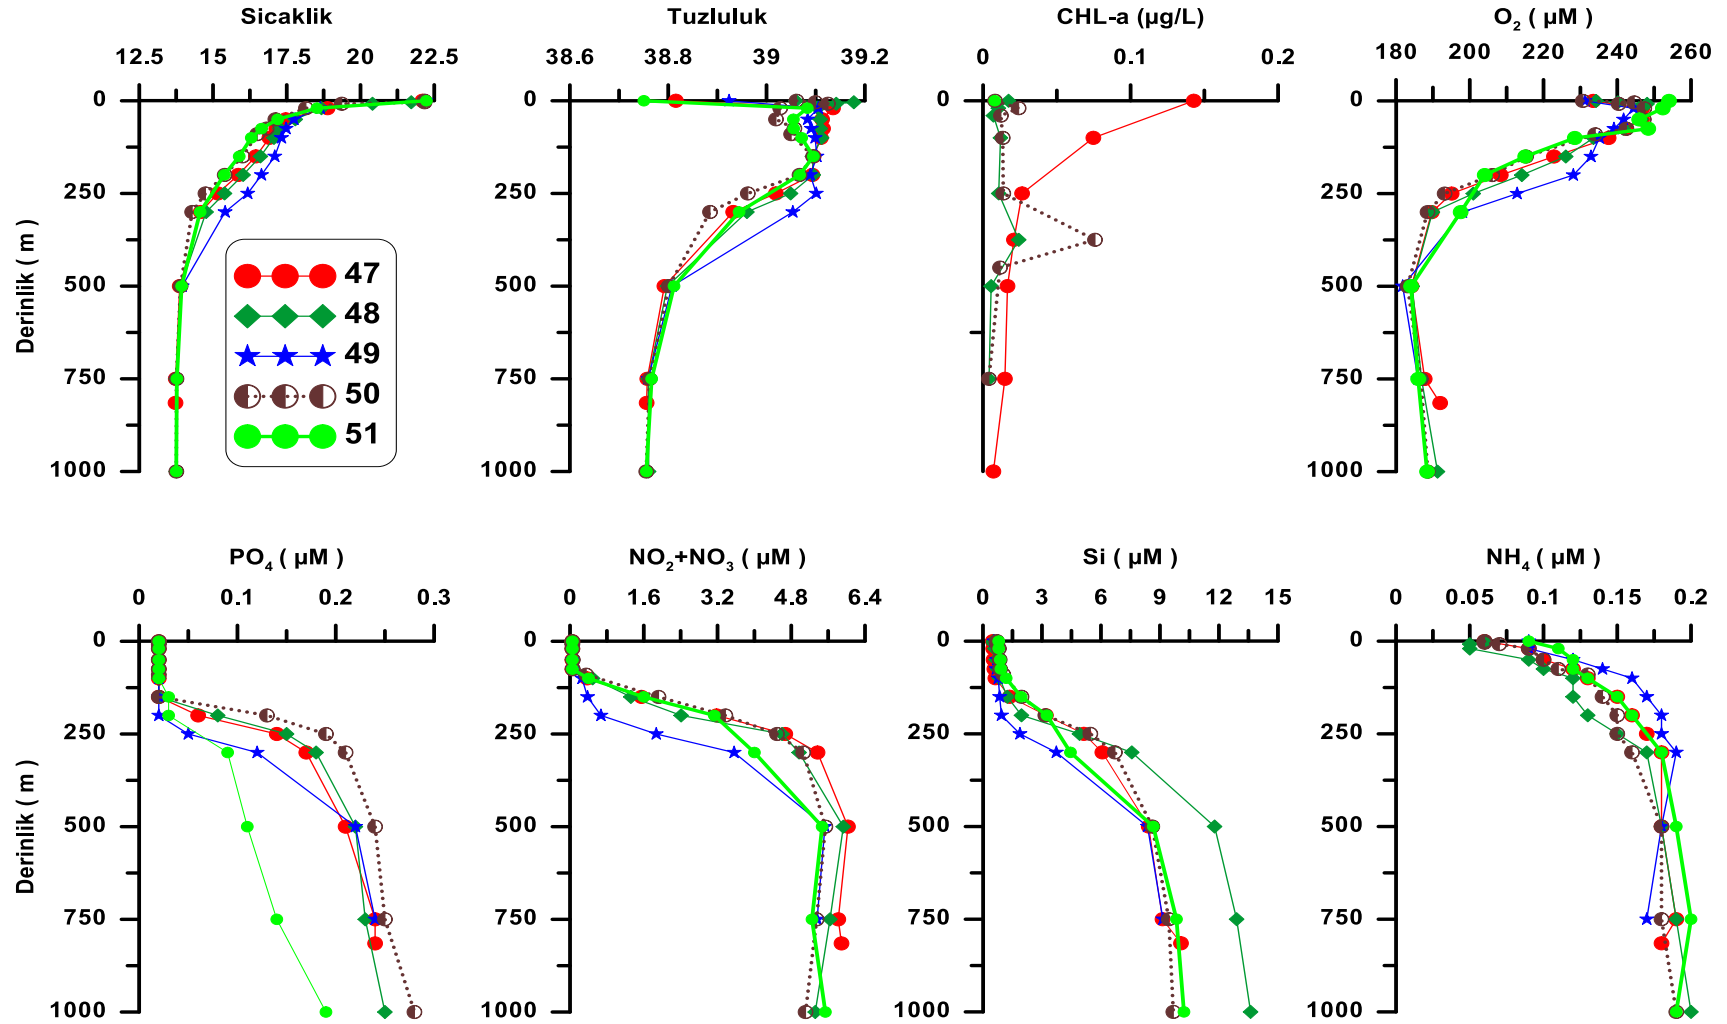 Sicaklik Tuzluluk CHL-a (µg/L) O₂ ( µM )
12.5 15 17.5 20 22.5 38.6 38.8 39 39.2 0 0.1 0.2 180 200 220 240 260
0 0 0 0
250 250 250 250
500 500 500 500
750 750 750 750
1000 1000 1000 1000
Derinlik ( m )
47
48
49
50
51
PO₄ ( µM ) NO₂+NO₃ ( µM ) Si ( µM ) NH₄ ( µM )
0 0.1 0.2 0.3 0 1.6 3.2 4.8 6.4 0 3 6 9 12 15 0 0.05 0.1 0.15 0.2
0 0 0 0
250 250 250 250
500 500 500 500
750 750 750 750
1000 1000 1000 1000
Derinlik ( m )